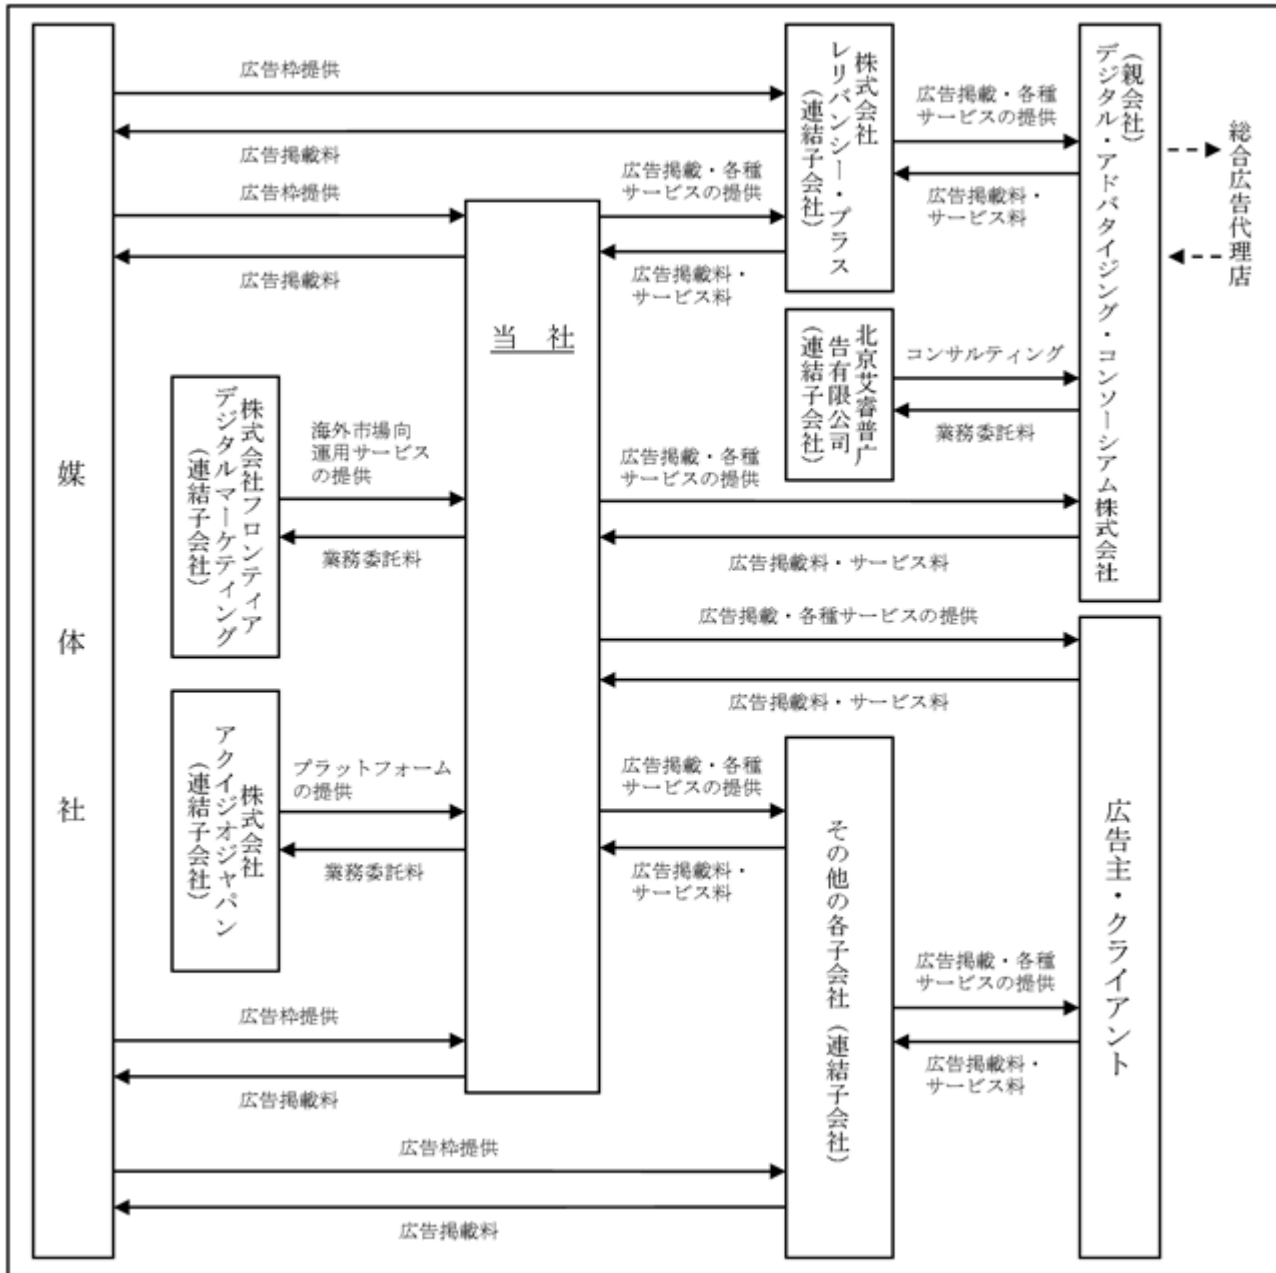 媒体社
広告枠提供
広告掲載料
広告枠提供
広告掲載料
株式会社フロンティア
デジタルマーケティング
（連結子会社）
海外市場向
運用サービス
の提供
業務委託料
株式会社
アクイジオジャパン
（連結子会社）
プラットフォーム
の提供
業務委託料
広告枠提供
広告掲載料
広告枠提供
広告掲載料
当　社
広告掲載・各種
サービスの提供
広告掲載料・
サービス料
広告掲載・各種
サービスの提供
広告掲載料・サービス料
広告掲載・各種サービスの提供
広告掲載料・サービス料
広告掲載・各種
サービスの提供
広告掲載料・
サービス料
株式会社
レリバンシー・プラス
（連結子会社）
広告掲載・各種
サービスの提供
広告掲載料・
サービス料
北京艾睿普广
告有限公司
（連結子会社）
コンサルティング
業務委託料
その他の各子会社（連結子会社）
広告掲載・各種
サービスの提供
広告掲載料・
サービス料
（親会社）
デジタル・アドバタイジング・コンソーシアム株式会社
総合広告代理店
広告主・クライアント